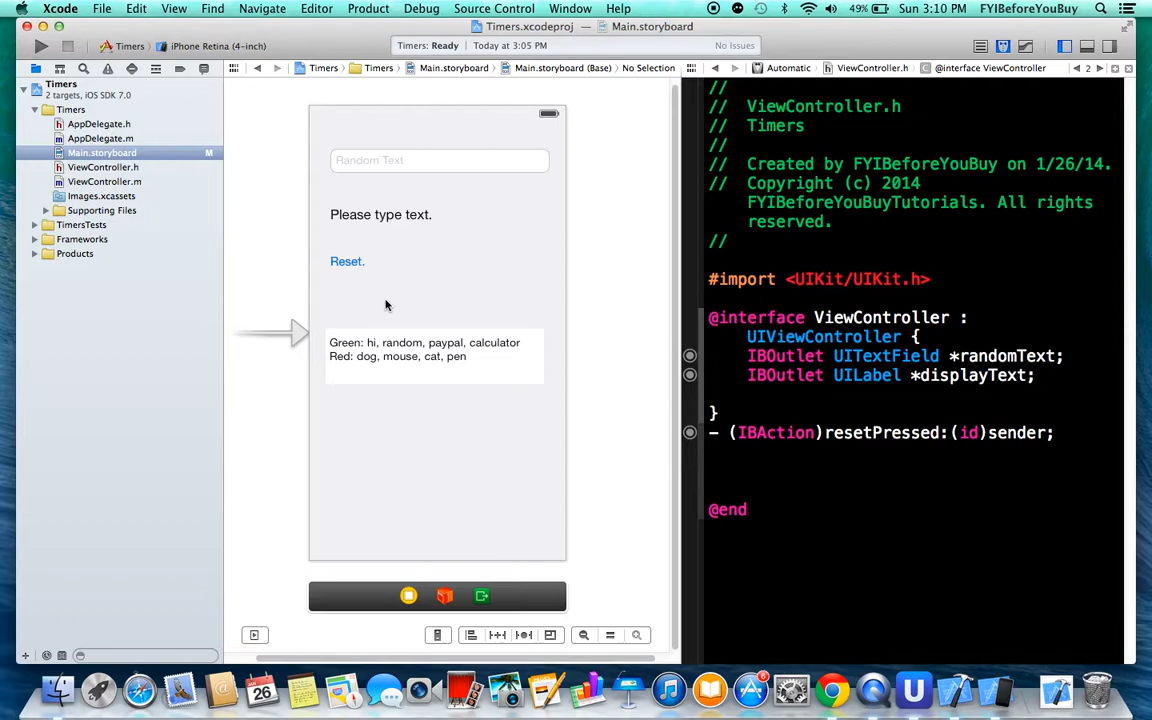 Xcode File Edit View Find Navigate Editor Product Debug Source Control Window Help 49% Sun 3:10 PM FYIBeforeYouBuy
Timers.xcodeproj — Main.storyboard
Timers iPhone Retina (4-inch) Timers: Ready Today at 3:05 PM No Issues
Timers Timers Main.storyboard Main.storyboard (Base) No Selection Automatic ViewController.h @interface ViewController 2
Timers
2 targets, iOS SDK 7.0
Timers
AppDelegate.h
AppDelegate.m
Main.storyboard M
ViewController.h
ViewController.m
Images.xcassets
Supporting Files
TimersTests
Frameworks
Products
Random Text
Please type text.
Reset.
Green: hi, random, paypal, calculator
Red: dog, mouse, cat, pen
//
// ViewController.h
// Timers
//
// Created by FYIBeforeYouBuy on 1/26/14.
// Copyright (c) 2014
FYIBeforeYouBuyTutorials. All rights
reserved.
//
#import <UIKit/UIKit.h>
@interface ViewController :
UIViewController {
IBOutlet UITextField *randomText;
IBOutlet UILabel *displayText;
}
- (IBAction)resetPressed:(id)sender;
@end
JAN
26
6
U